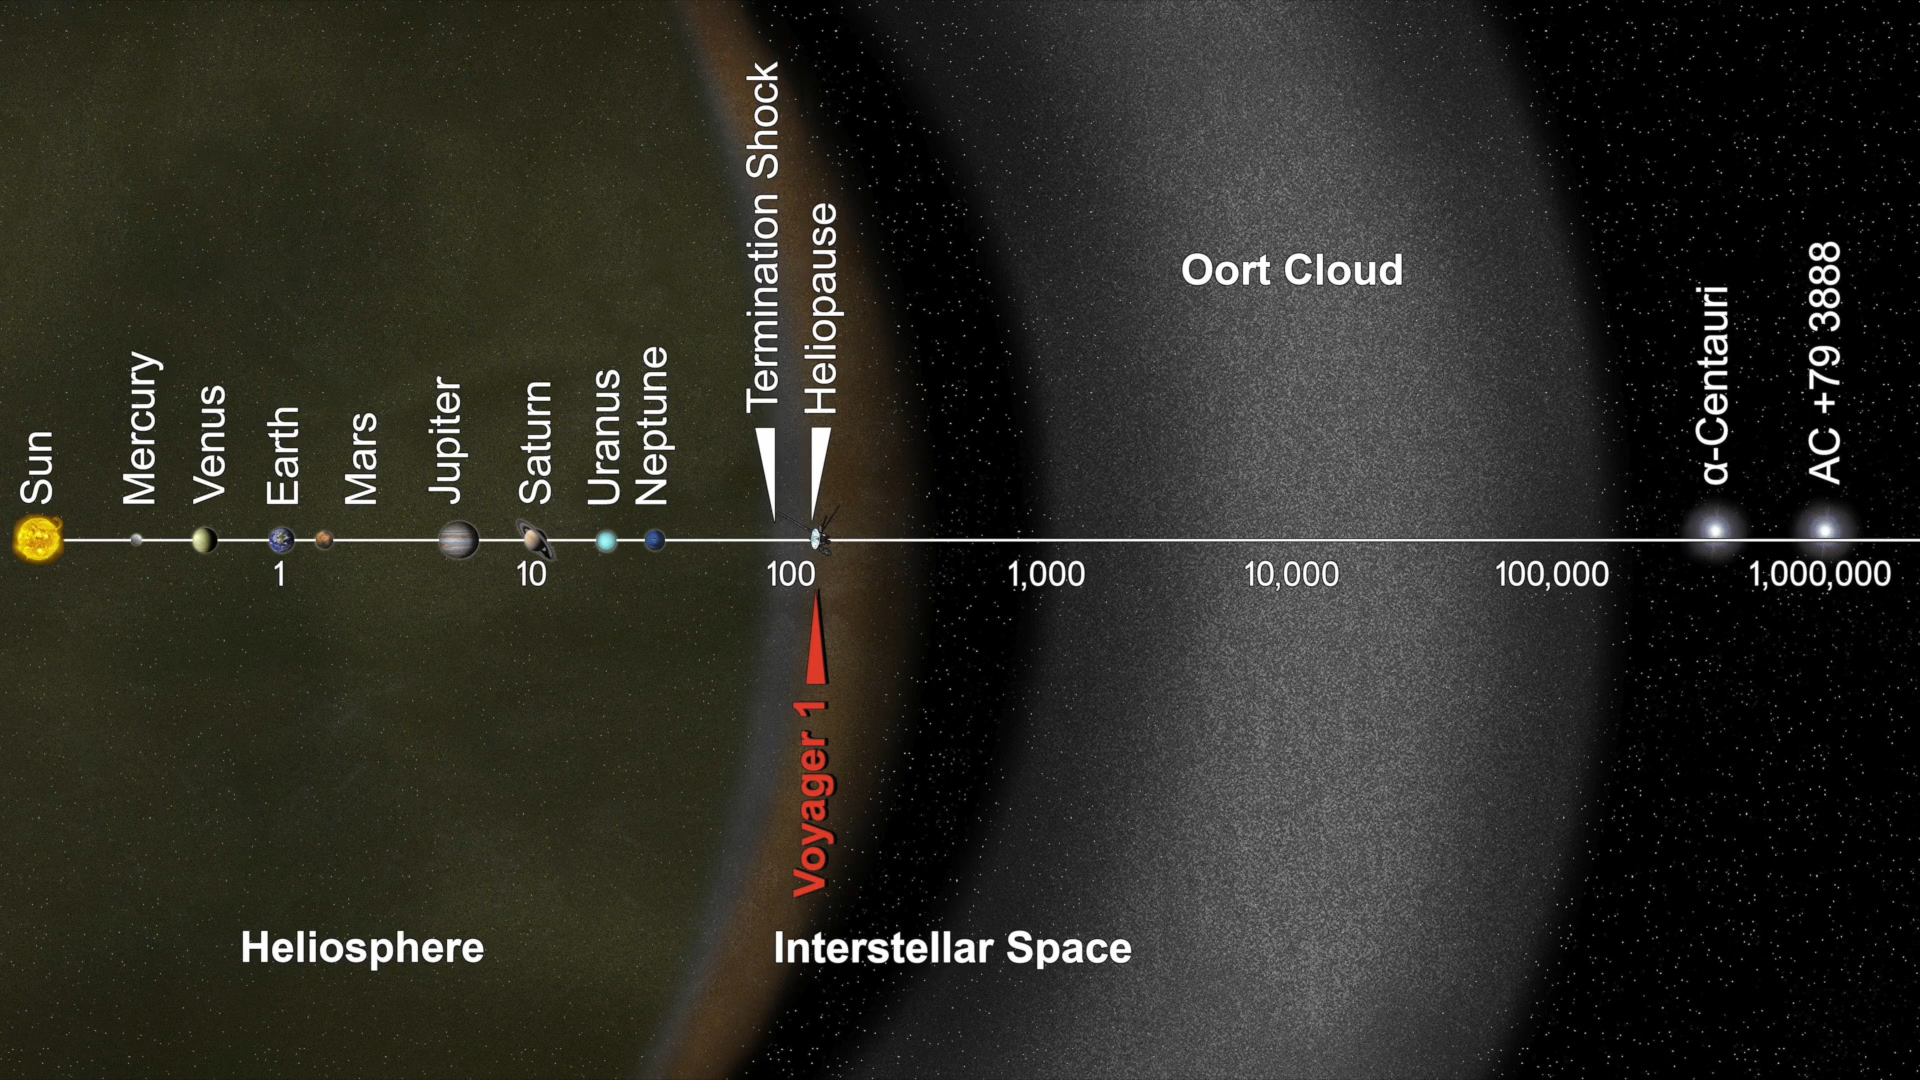 Sun
Mercury
Venus
Earth
Mars
Jupiter
Saturn
Uranus
Neptune
Termination Shock
Heliopause
Oort Cloud
α-Centauri
AC +79 3888
1
10
100
1,000
10,000
100,000
1,000,000
Voyager 1
Heliosphere
Interstellar Space